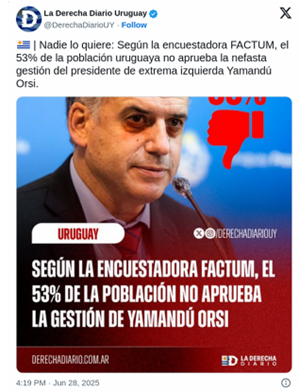 La Derecha Diario Uruguay
@DerechaDiarioUY · Follow
| Nadie lo quiere: Según la encuestadora FACTUM, el
53% de la población uruguaya no aprueba la nefasta
gestión del presidente de extrema izquierda Yamandú
Orsi.
URUGUAY
/DERECHADIARIOUY
SEGÚN LA ENCUESTADORA FACTUM, EL
53% DE LA POBLACIÓN NO APRUEBA
LA GESTIÓN DE YAMANDÚ ORSI
DERECHADIARIO.COM.AR
LA DERECHA
DIARIO
4:19 PM · Jun 28, 2025